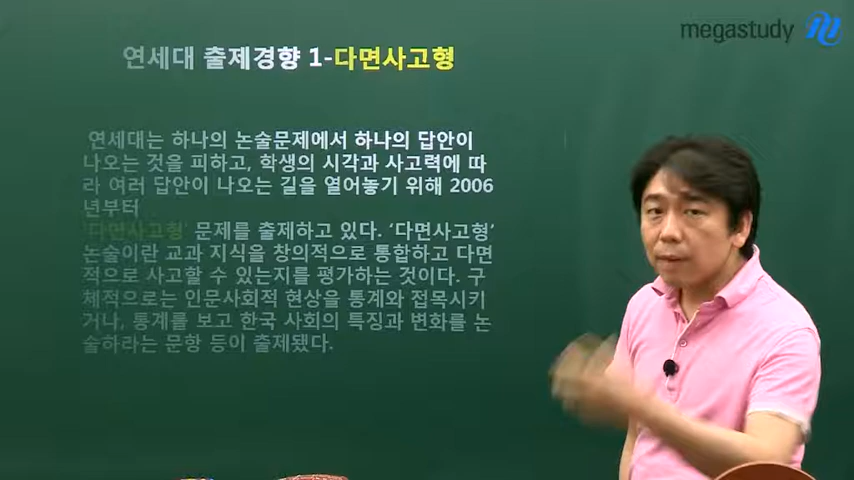 megastudy
연세대 출제경향 1-다면사고형
연세대는 하나의 논술문제에서 하나의 답안이
나오는 것을 피하고, 학생의 시각과 사고력에 따
라 여러 답안이 나오는 길을 열어놓기 위해 2006
년부터
‘다면사고형’ 문제를 출제하고 있다. ‘다면사고형’
논술이란 교과 지식을 창의적으로 통합하고 다면
적으로 사고할 수 있는지를 평가하는 것이다. 구
체적으로는 인문사회적 현상을 통계와 접목시키
거나, 통계를 보고 한국 사회의 특징과 변화를 논
술하라는 문항 등이 출제됐다.